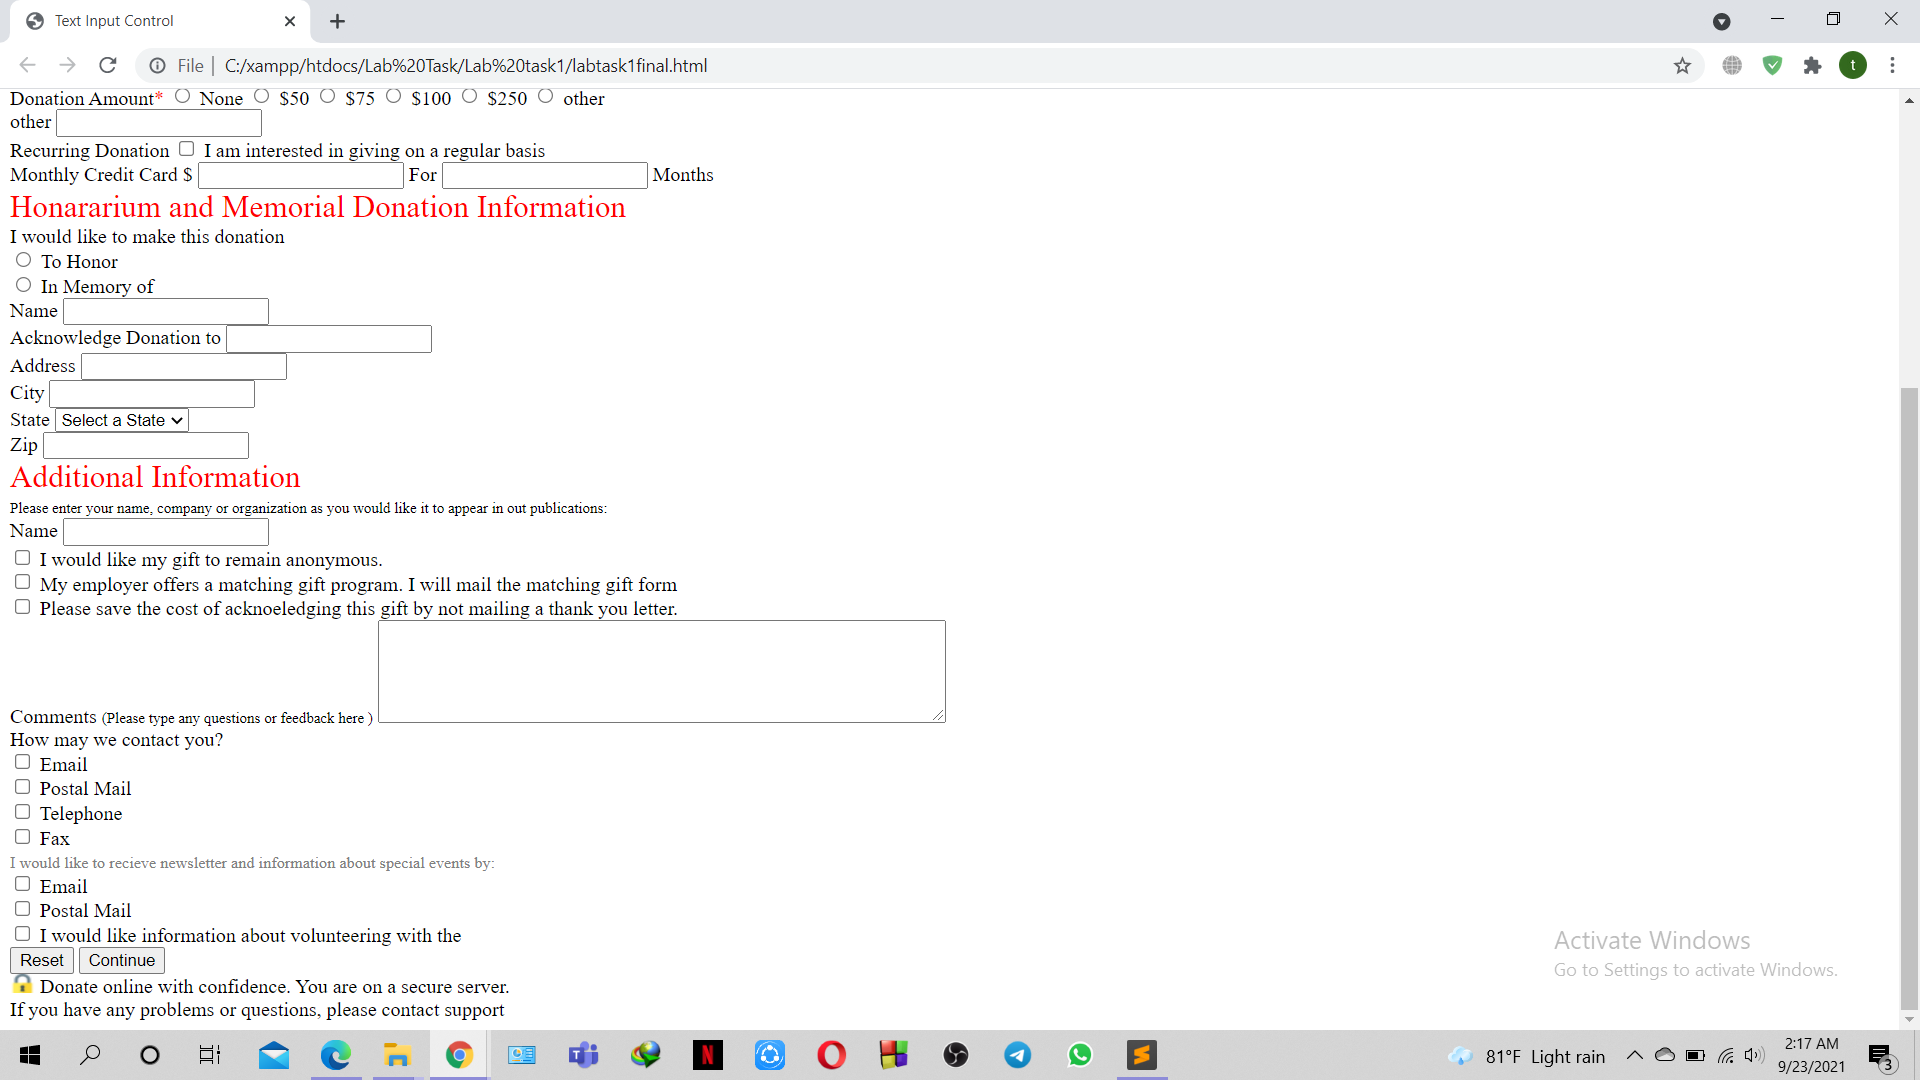 Text Input Control
File | C:/xampp/htdocs/Lab%20Task/Lab%20task1/labtask1final.html
t
Donation Amount* None $50 $75 $100 $250 other
other
Recurring Donation I am interested in giving on a regular basis
Monthly Credit Card $ For Months
Honararium and Memorial Donation Information
I would like to make this donation
To Honor
In Memory of
Name
Acknowledge Donation to
Address
City
State Select a State
Zip
Additional Information
Please enter your name, company or organization as you would like it to appear in out publications:
Name
I would like my gift to remain anonymous.
My employer offers a matching gift program. I will mail the matching gift form
Please save the cost of acknoeledging this gift by not mailing a thank you letter.
Comments (Please type any questions or feedback here )
How may we contact you?
Email
Postal Mail
Telephone
Fax
I would like to recieve newsletter and information about special events by:
Email
Postal Mail
I would like information about volunteering with the
Reset Continue
Donate online with confidence. You are on a secure server.
If you have any problems or questions, please contact support
Activate Windows
Go to Settings to activate Windows.
N
81°F Light rain
2:17 AM
9/23/2021
3